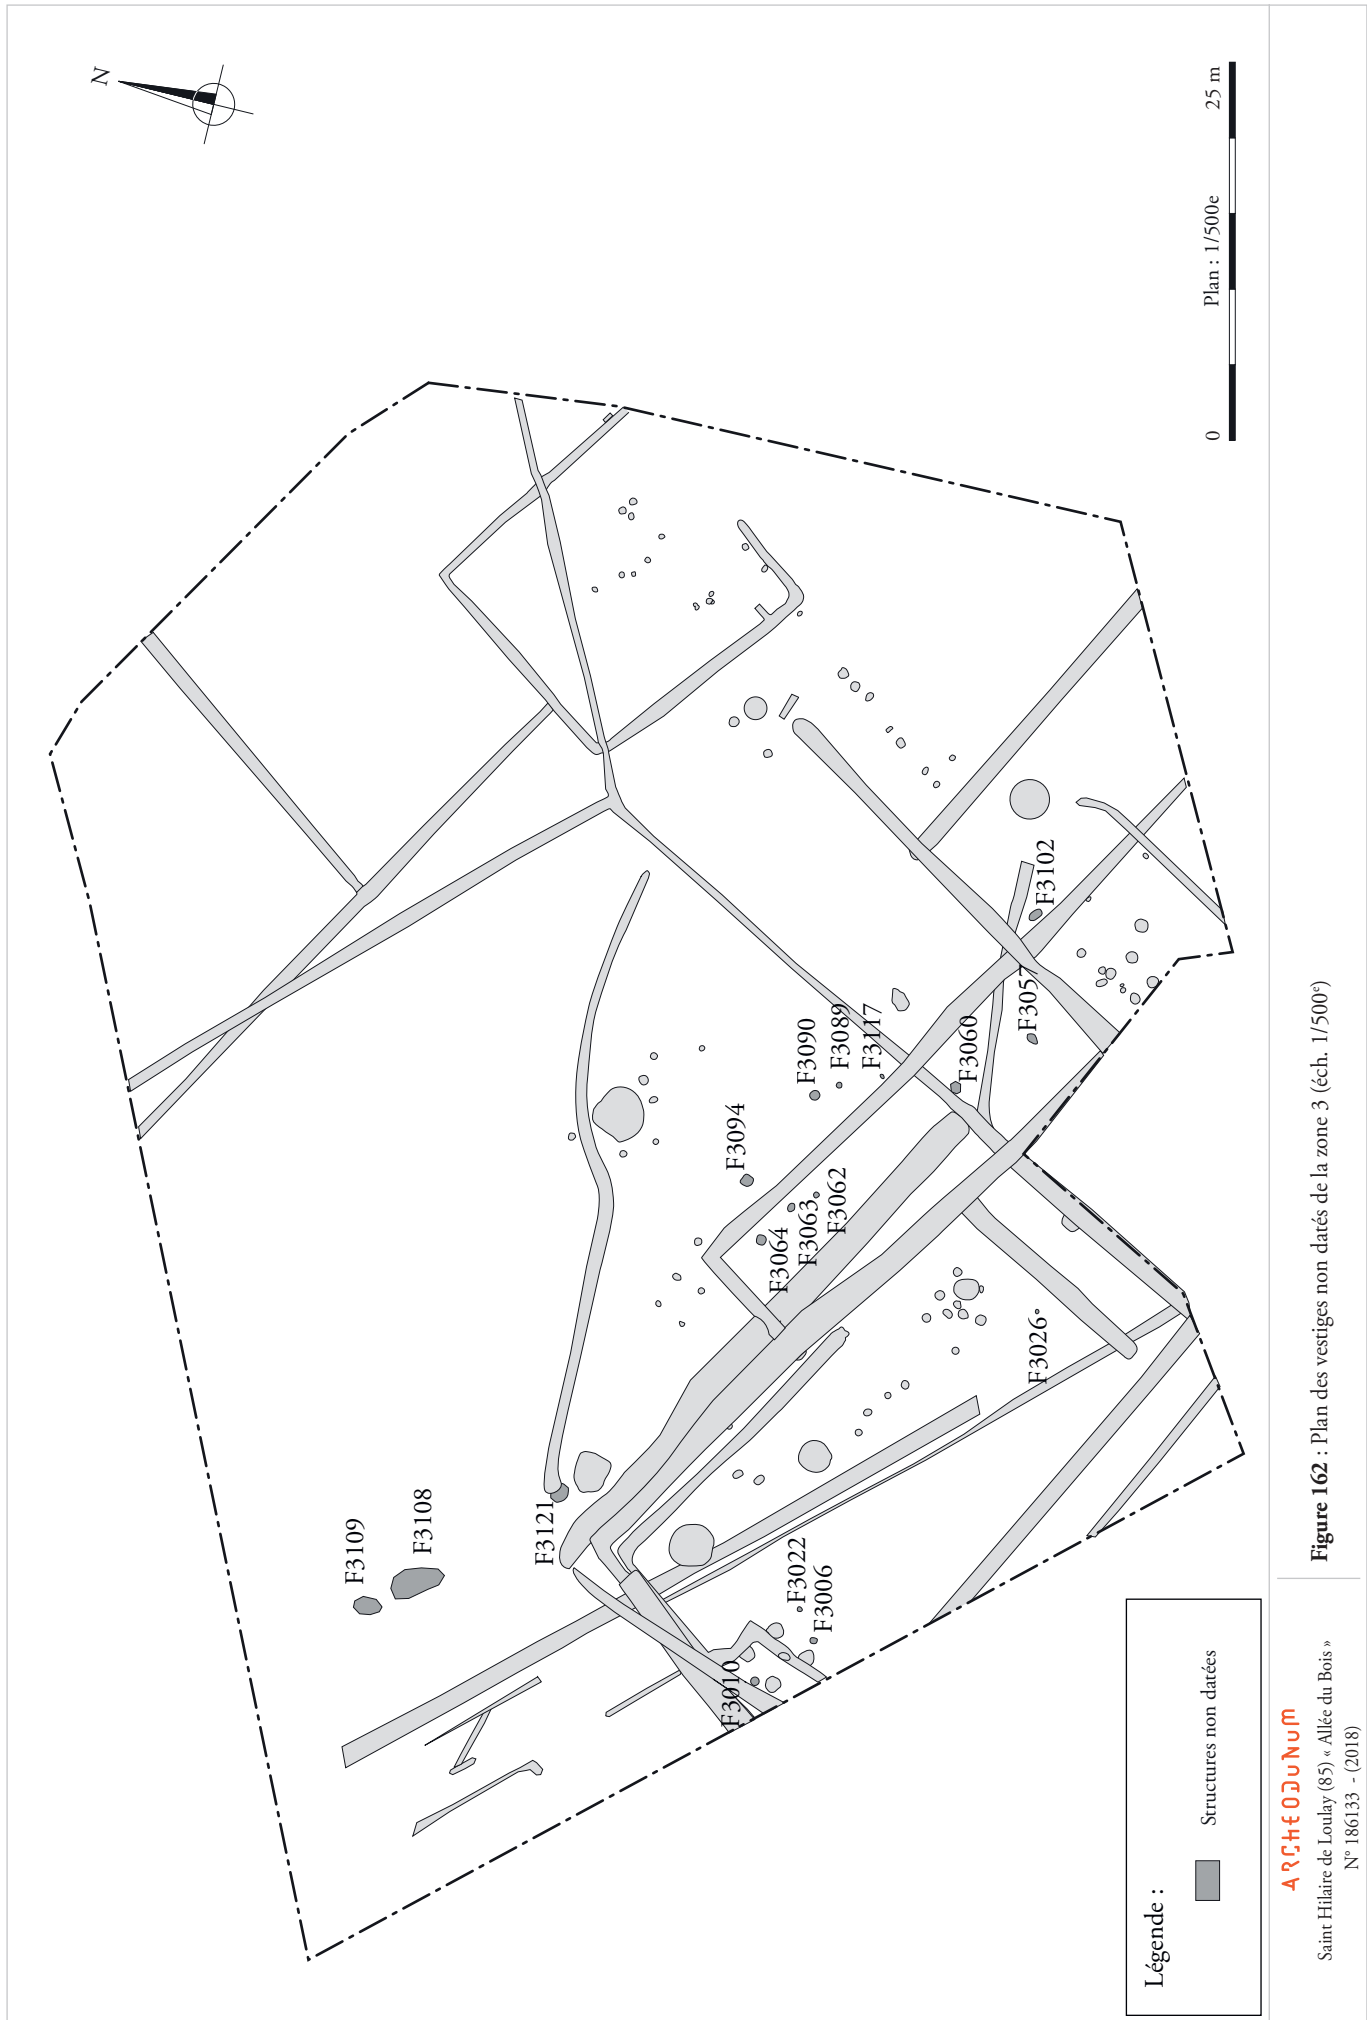 N
0
Plan : 1/500e
25 m
F3109
F3108
F3121
F3094
F3090
F3089
F3117
F3064
F3063
F3062
F3060
F3057
F3102
F3026
F3022
F3006
F3010
Légende :
Structures non datées
ARCHEODUNUM
Saint Hilaire de Loulay (85) « Allée du Bois »
N° 186133 - (2018)
Figure 162 : Plan des vestiges non datés de la zone 3 (éch. 1/500e)